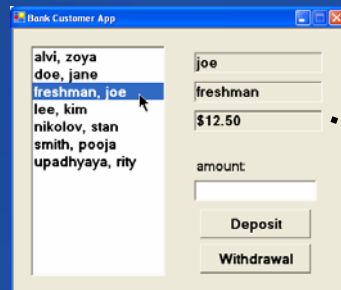 Bank Customer App
alvi, zoya
doe, jane
freshman, joe
lee, kim
nikolov, stan
smith, pooja
upadhyaya, rity
joe
freshman
$12.50
amount
Deposit
Withdrawal